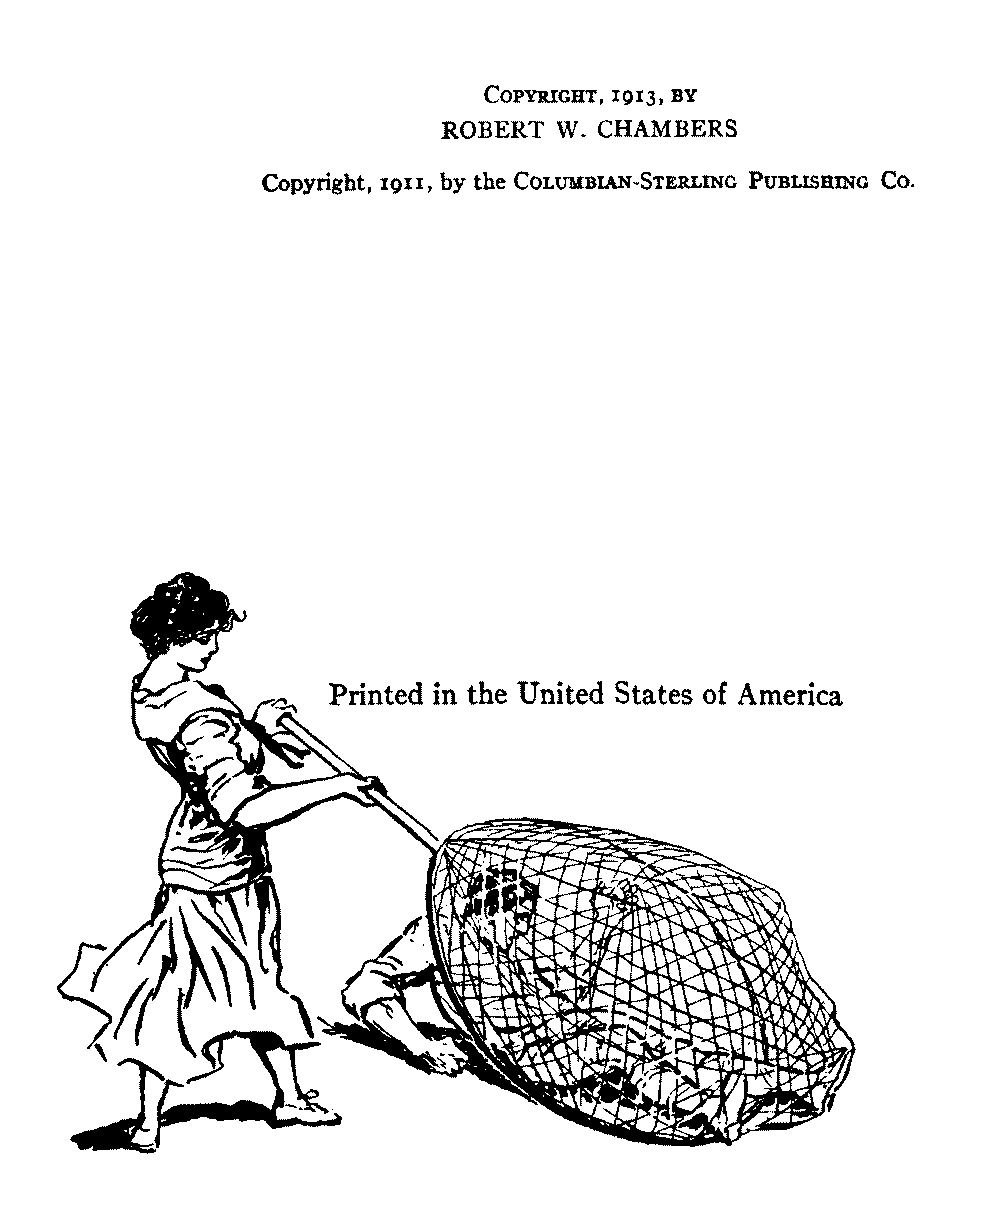 COPYRIGHT, 1913, BY
ROBERT W. CHAMBERS
Copyright, 1911, by the COLUMBIAN-STERLING PUBLISHING CO.
Printed in the United States of America